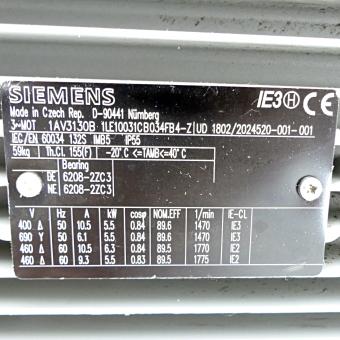 SIEMENS IE3 H CE
Made in Czech Rep. D-90441 Nürnberg
3~MOT 1AV3130B 1LE10031CB034FB4-Z UD 1802/2024520-001-001
IEC/EN 60034 132S IMB5 IP55
59kg Th.Cl. 155(F) -20°C <=TAMB<=40°C
Bearing
DE 6208-2ZC3
NE 6208-2ZC3
V Hz A kW cosφ NOM.EFF 1/min IE-CL
400 Δ 50 10.5 5.5 0.84 89.6 1470 IE3
690 Y 50 6.1 5.5 0.84 89.6 1470 IE3
460 Δ 60 10.5 6.3 0.84 89.5 1770 IE2
460 Δ 60 9.3 5.5 0.83 89.5 1775 IE2